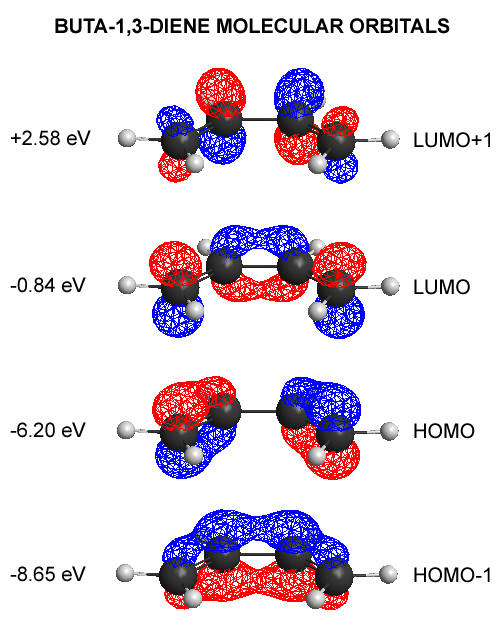 BUTA-1,3-DIENE MOLECULAR ORBITALS
+2.58 eV LUMO+1
-0.84 eV LUMO
-6.20 eV HOMO
-8.65 eV HOMO-1